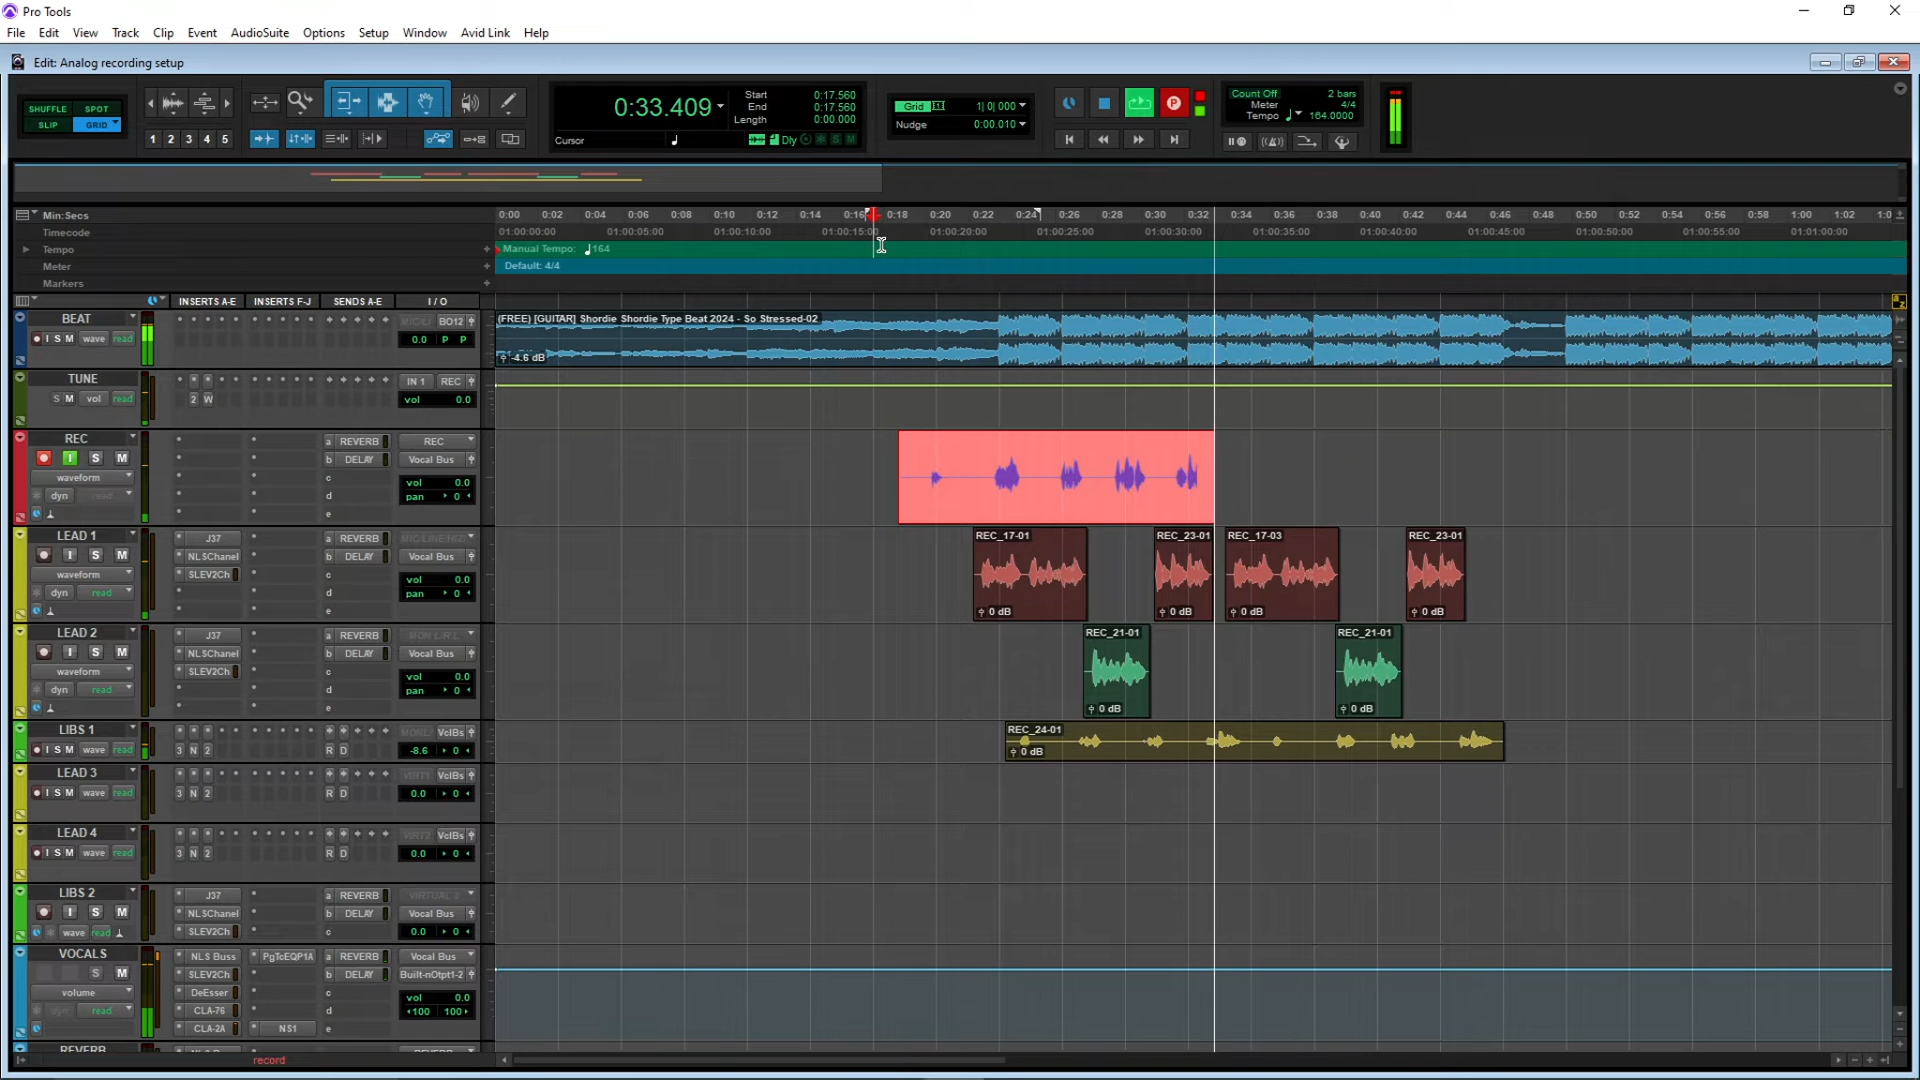 Pro Tools
File Edit View Track Clip Event AudioSuite Options Setup Window Avid Link Help
Edit: Analog recording setup
SHUFFLE SPOT
SLIP GRID
1 2 3 4 5
0:33.409
Start 0:17.560
End 0:17.560
Length 0:00.000
Cursor
Dly S M
Grid 1| 0| 000
Nudge 0:00.010
P
Count Off 2 bars
Meter 4/4
Tempo 164.0000
Min:Secs
0:00 0:02 0:04 0:06 0:08 0:10 0:12 0:14 0:16 0:18 0:20 0:22 0:24 0:26 0:28 0:30 0:32 0:34 0:36 0:38 0:40 0:42 0:44 0:46 0:48 0:50 0:52 0:54 0:56 0:58 1:00 1:02 1:0
Timecode
01:00:00:00 01:00:05:00 01:00:10:00 01:00:15:00 01:00:20:00 01:00:25:00 01:00:30:00 01:00:35:00 01:00:40:00 01:00:45:00 01:00:50:00 01:00:55:00 01:01:00:00
Tempo
Manual Tempo: 164
Meter
Default: 4/4
Markers
INSERTS A-E INSERTS F-J SENDS A-E I / O
BEAT
BO12
I S M wave read
0.0 P P
(FREE) [GUITAR] Shordie Shordie Type Beat 2024 - So Stressed-02
-4.6 dB
TUNE
IN 1 REC
S M vol read
2 W
vol 0.0
REC
I S M
waveform
dyn read
a REVERB
b DELAY
c
d
e
REC
Vocal Bus
vol 0.0
pan 0
LEAD 1
I S M
waveform
dyn read
J37
NLSChanel
SLEV2Ch
a REVERB
b DELAY
c
d
e
MIC/LINE/HIZ
Vocal Bus
vol 0.0
pan 0
REC_17-01 REC_23-01 REC_17-03 REC_23-01
0 dB 0 dB 0 dB 0 dB
LEAD 2
I S M
waveform
dyn read
J37
NLSChanel
SLEV2Ch
a REVERB
b DELAY
c
d
e
MON L/R L
Vocal Bus
vol 0.0
pan 0
REC_21-01 REC_21-01
0 dB 0 dB
LIBS 1
VclBs
I S M wave read
3 N 2 R D
-8.6 0
REC_24-01
0 dB
LEAD 3
VIRT1 VclBs
I S M wave read
3 N 2 R D
0.0 0
LEAD 4
VIRT2 VclBs
I S M wave read
3 N 2 R D
0.0 0
LIBS 2
I S M
wave read
J37
NLSChanel
SLEV2Ch
a REVERB
b DELAY
c
Vocal Bus
0.0 0
VOCALS
S M
volume
dyn read
NLS Buss
SLEV2Ch
DeEsser
CLA-76
CLA-2A
PgTcEQP1A
NS1
a REVERB
b DELAY
c
d
e
Vocal Bus
Built-nOtpt1-2
vol 0.0
100 100
REVERB
record